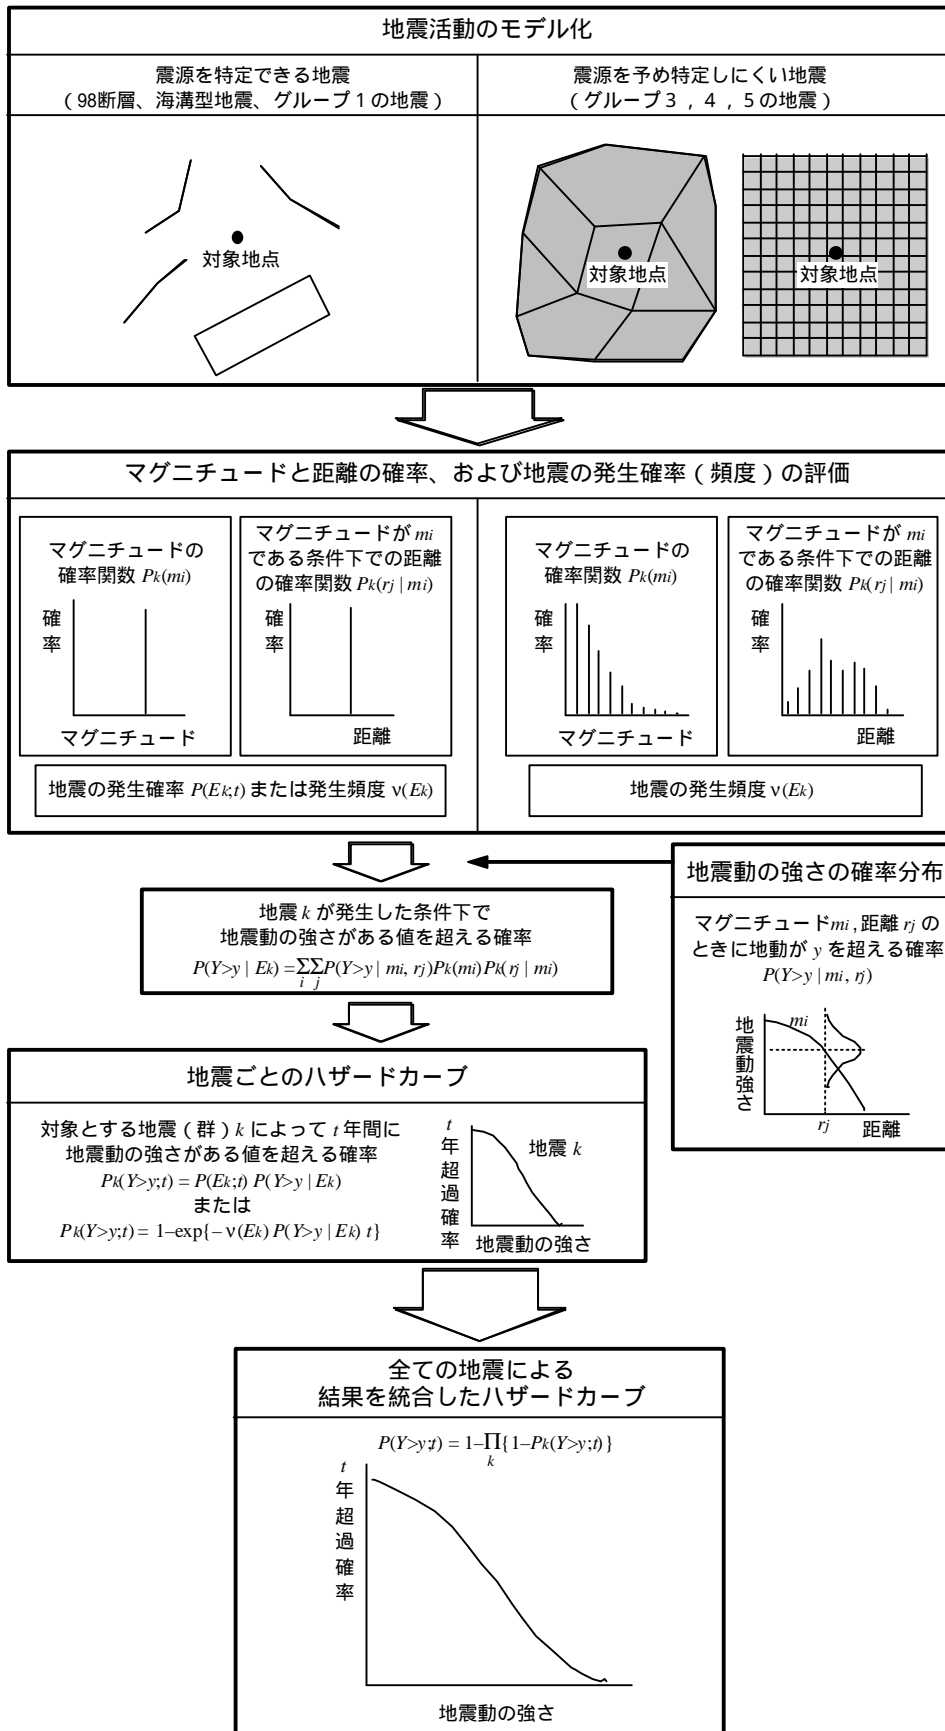 地震活動のモデル化
震源を特定できる地震
（98断層、海溝型地震、グループ１の地震）
対象地点
震源を予め特定しにくい地震
（グループ３，４，５の地震）
対象地点
対象地点
マグニチュードと距離の確率、および地震の発生確率（頻度）の評価
マグニチュードの
確率関数 Pk(mi)
確率
マグニチュード
マグニチュードが mi
である条件下での距離
の確率関数 Pk(rj | mi)
確率
距離
地震の発生確率 P(Ek;t) または発生頻度 ν(Ek)
マグニチュードの
確率関数 Pk(mi)
確率
マグニチュード
マグニチュードが mi
である条件下での距離
の確率関数 Pk(rj | mi)
確率
距離
地震の発生頻度 ν(Ek)
地震動の強さの確率分布
マグニチュードmi , 距離 rj の
ときに地動が y を超える確率
P(Y>y | mi, rj)
地震動強さ
mi
rj
距離
地震 k が発生した条件下で
地震動の強さがある値を超える確率
P(Y>y | Ek) =ΣΣP(Y>y | mi, rj)Pk(mi)Pk(rj | mi)
i j
地震ごとのハザードカーブ
対象とする地震（群）k によって t 年間に
地震動の強さがある値を超える確率
Pk(Y>y;t) = P(Ek;t) P(Y>y | Ek)
または
Pk(Y>y;t) = 1–exp{– ν(Ek) P(Y>y | Ek) t}
t年超過確率
地震 k
地震動の強さ
全ての地震による
結果を統合したハザードカーブ
P(Y>y;t) = 1–Π{1–Pk(Y>y;t)}
k
t年超過確率
地震動の強さ